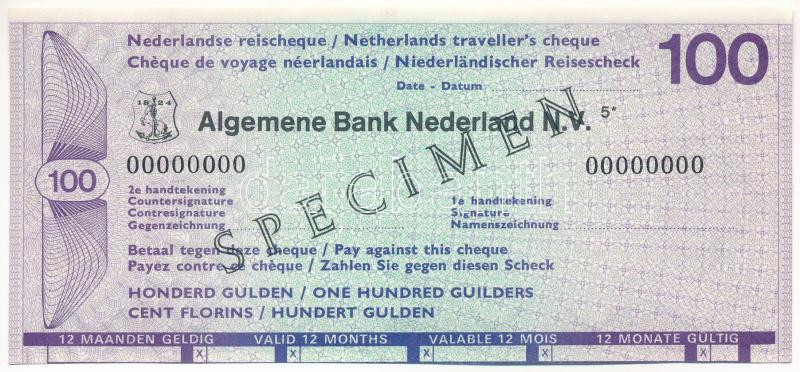 Nederlandse reischeque / Netherlands traveller's cheque
Chèque de voyage néerlandais / Niederländischer Reisescheck
100
Date - Datum
1824
Algemene Bank Nederland N.V. 5*
00000000 00000000
100
2e handtekening
Countersignature
Contresignature
Gegenzeichnung
1e handtekening
Signature
Namenszeichnung
SPECIMEN
Betaal tegen deze cheque / Pay against this cheque
Payez contre ce chèque / Zahlen Sie gegen diesen Scheck
HONDERD GULDEN / ONE HUNDRED GUILDERS
CENT FLORINS / HUNDERT GULDEN
12 MAANDEN GELDIG VALID 12 MONTHS VALABLE 12 MOIS 12 MONATE GÜLTIG
X X X X